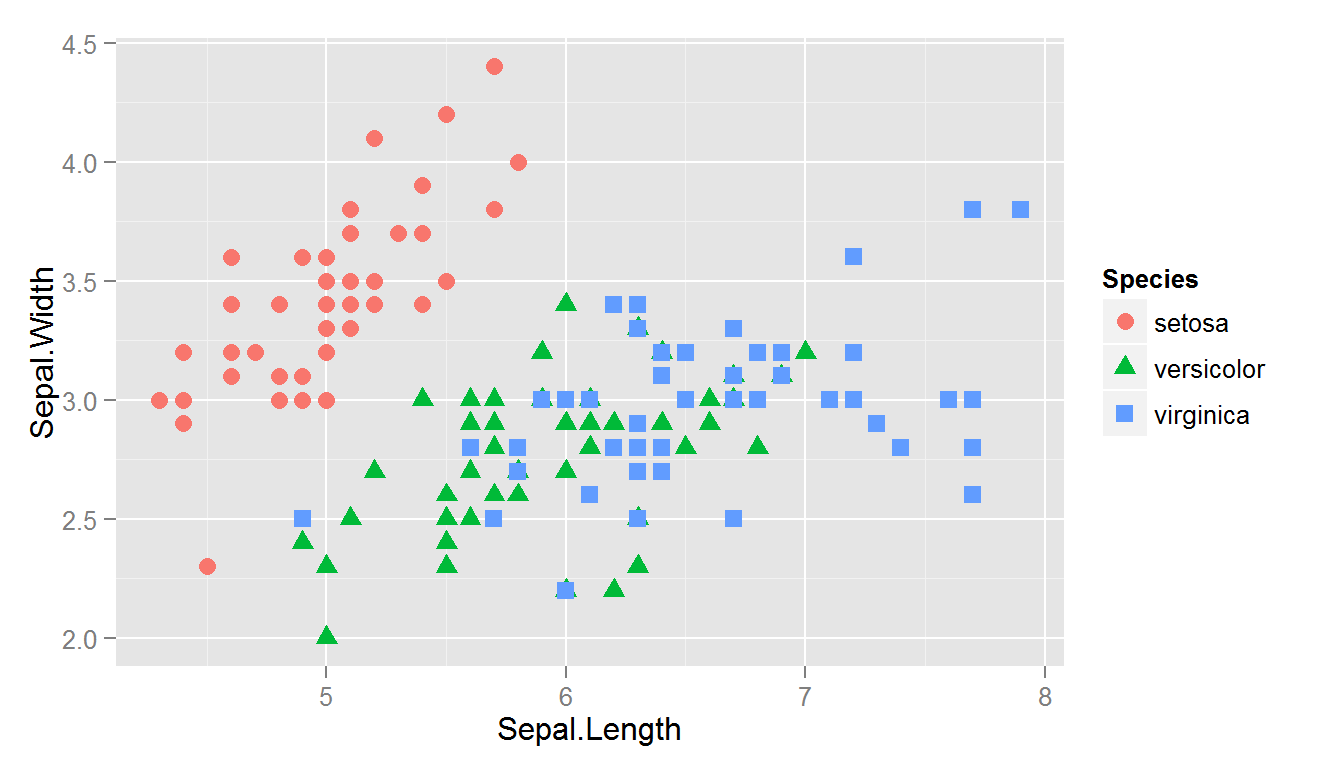 4.5
4.0
3.5
3.0
2.5
2.0
Sepal.Width
5 6 7 8
Sepal.Length
Species
setosa
versicolor
virginica